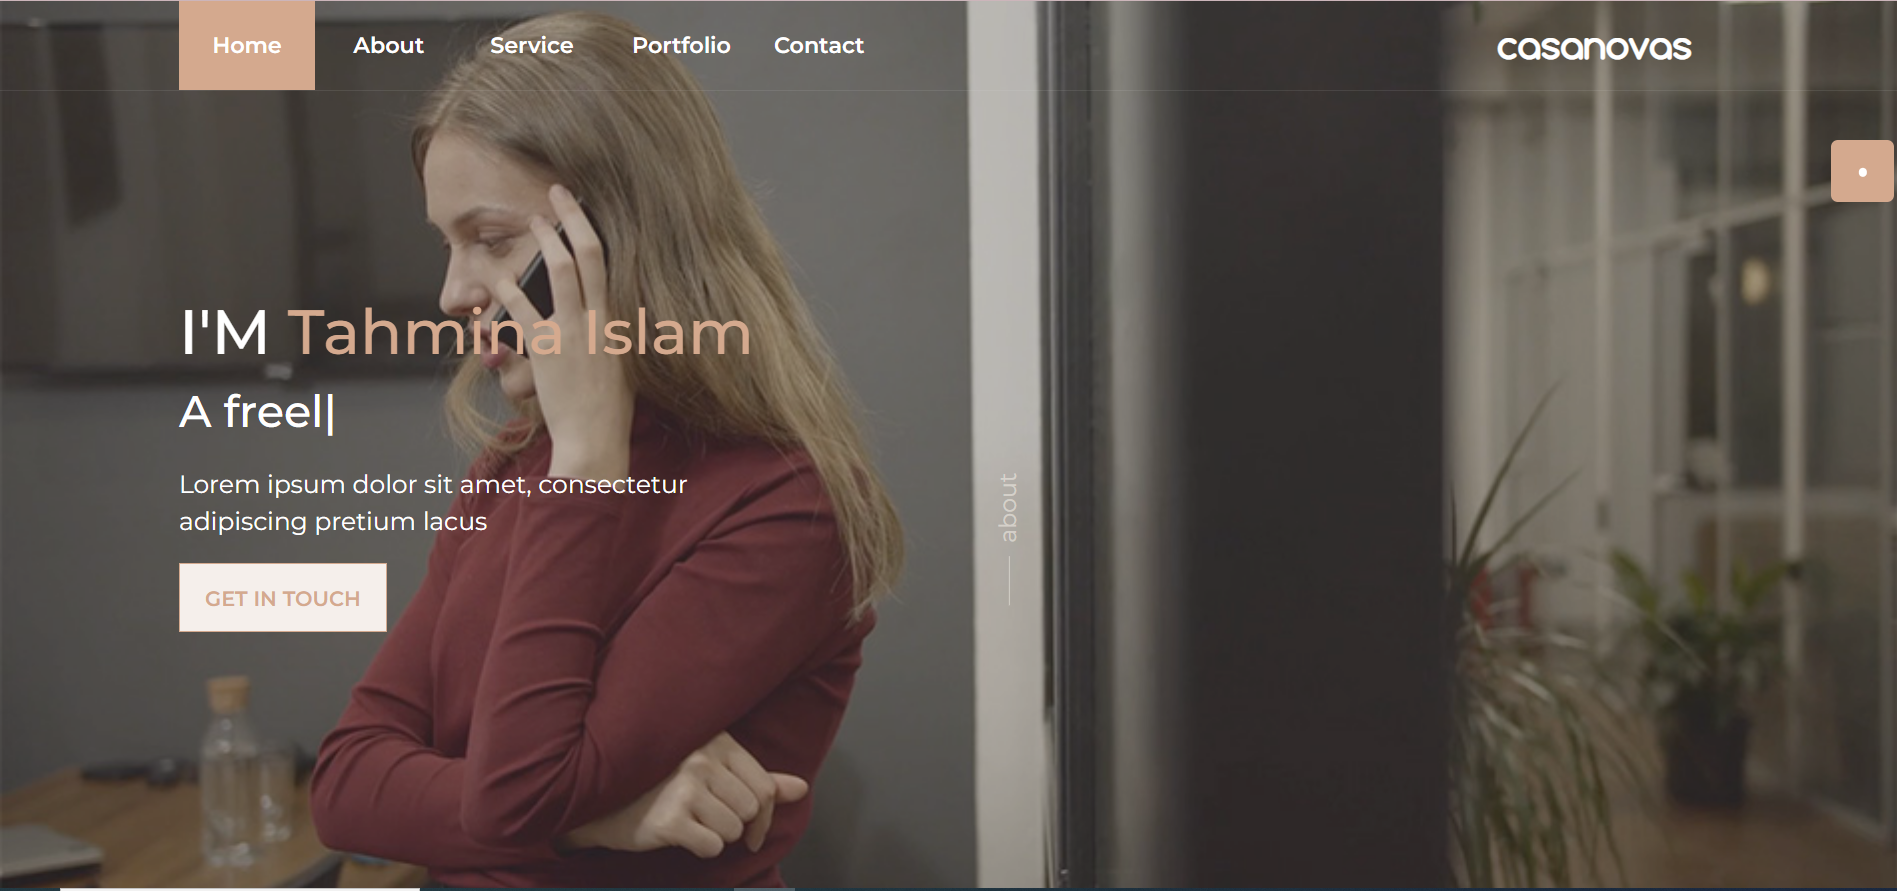 Home About Service Portfolio Contact casanovas
I'M Tahmina Islam
A freel|
Lorem ipsum dolor sit amet, consectetur
adipiscing pretium lacus
GET IN TOUCH
about